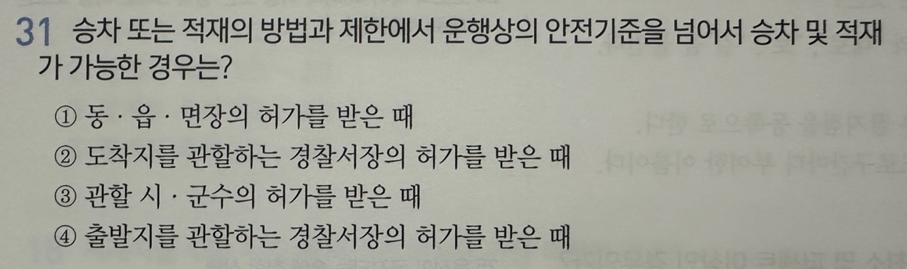 31 승차 또는 적재의 방법과 제한에서 운행상의 안전기준을 넘어서 승차 및 적재
가 가능한 경우는?
① 동 · 읍 · 면장의 허가를 받은 때
② 도착지를 관할하는 경찰서장의 허가를 받은 때
③ 관할 시 · 군수의 허가를 받은 때
④ 출발지를 관할하는 경찰서장의 허가를 받은 때